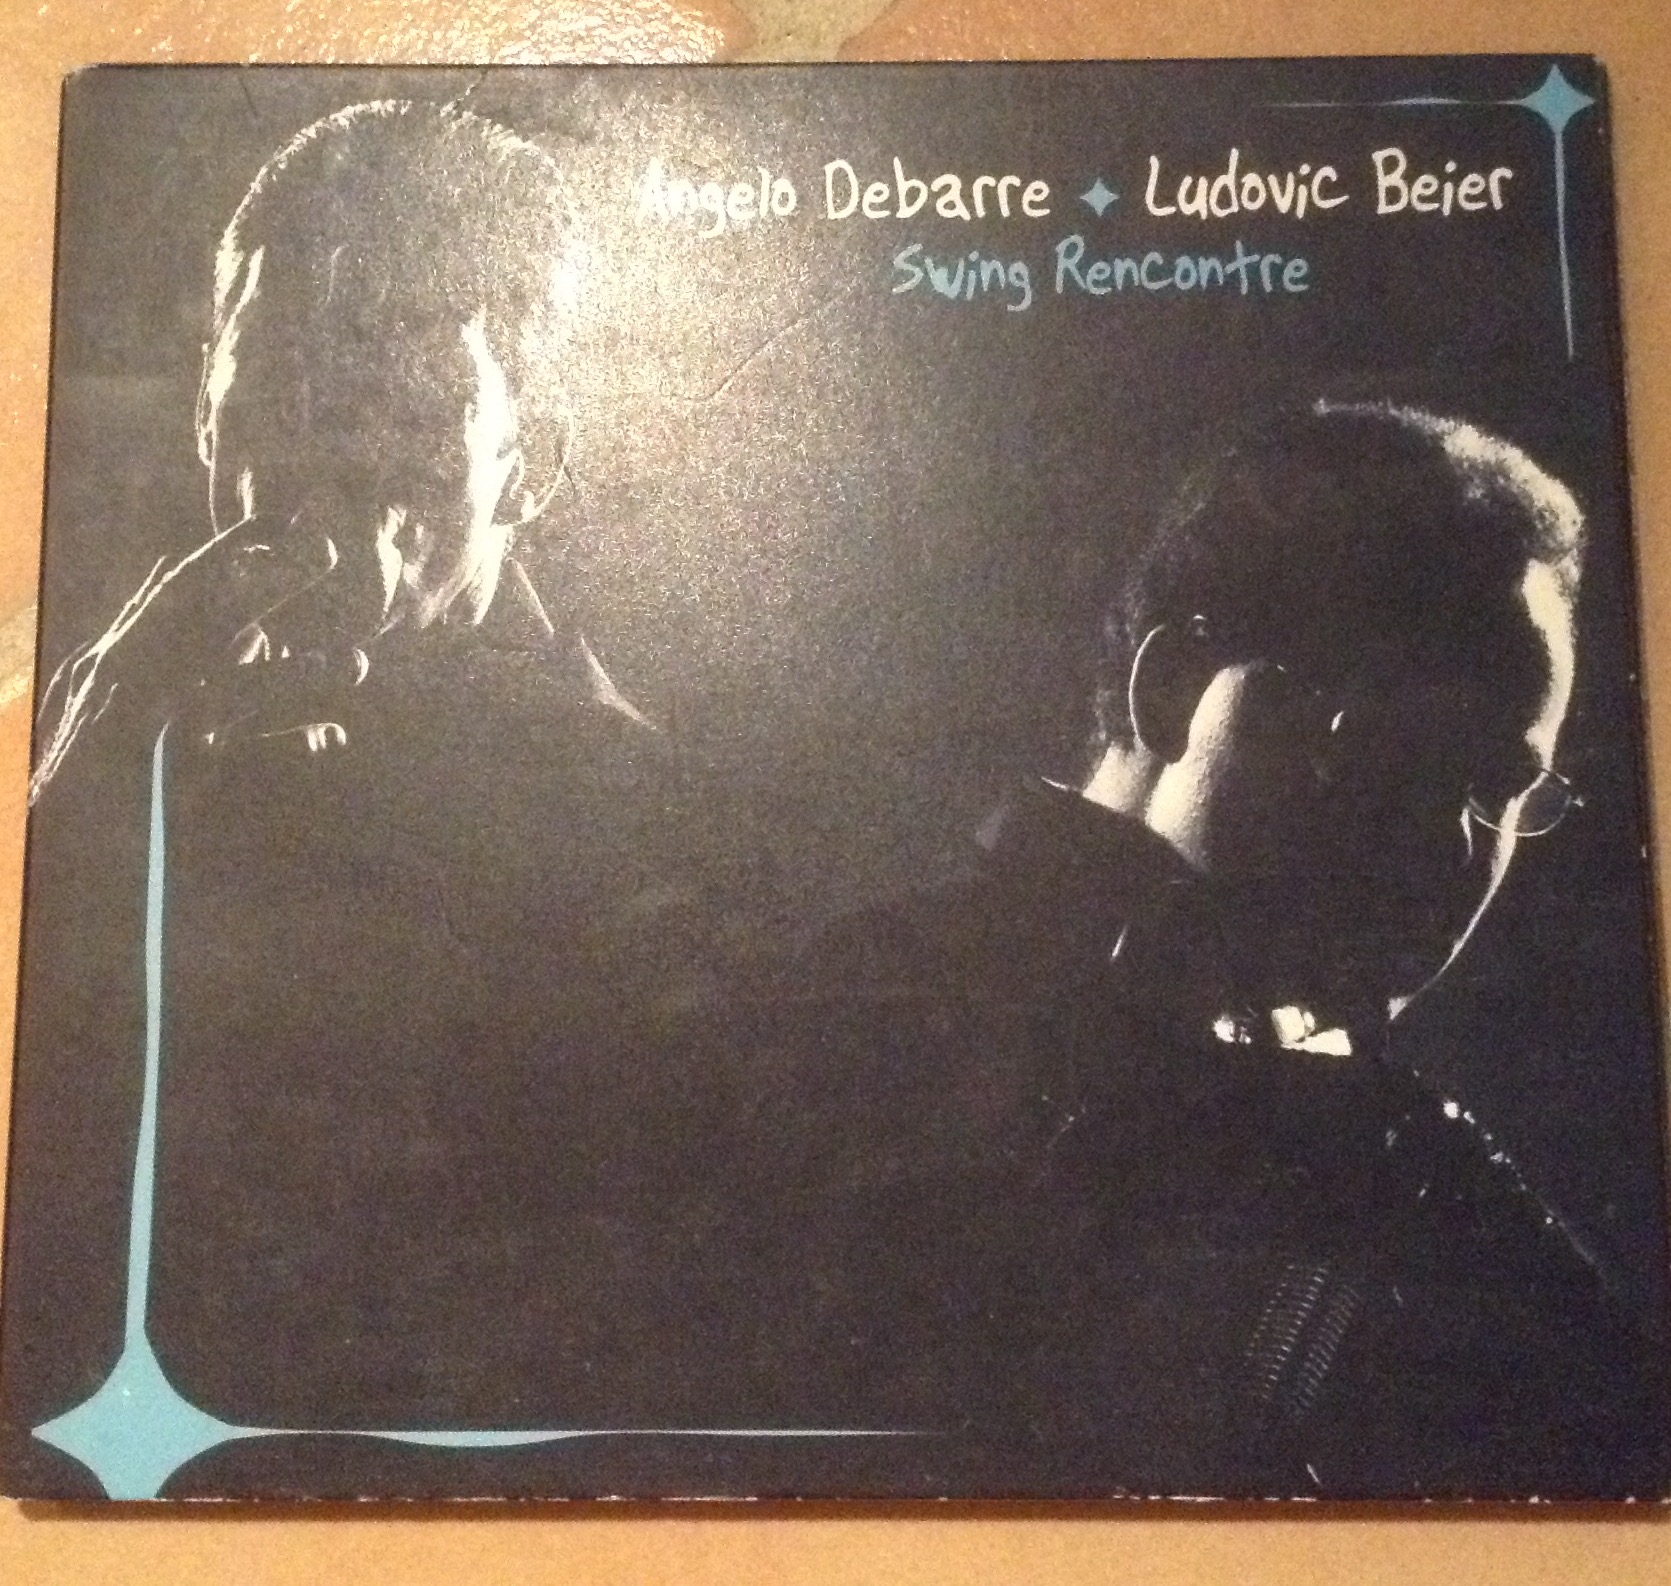 Angelo Debarre ✦ Ludovic Beier
Swing Rencontre